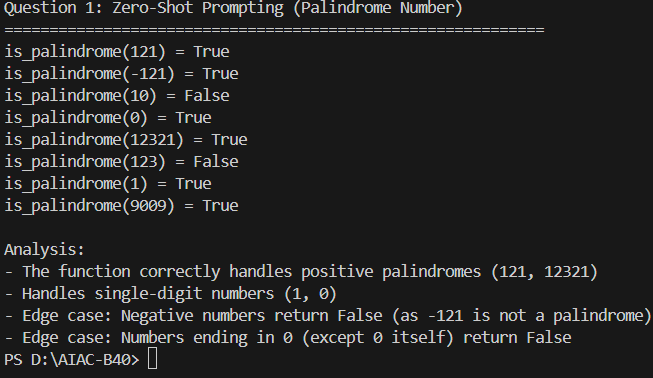 Question 1: Zero-Shot Prompting (Palindrome Number)
============================================================
is_palindrome(121) = True
is_palindrome(-121) = True
is_palindrome(10) = False
is_palindrome(0) = True
is_palindrome(12321) = True
is_palindrome(123) = False
is_palindrome(1) = True
is_palindrome(9009) = True

Analysis:
- The function correctly handles positive palindromes (121, 12321)
- Handles single-digit numbers (1, 0)
- Edge case: Negative numbers return False (as -121 is not a palindrome)
- Edge case: Numbers ending in 0 (except 0 itself) return False
PS D:\AIAC-B40>